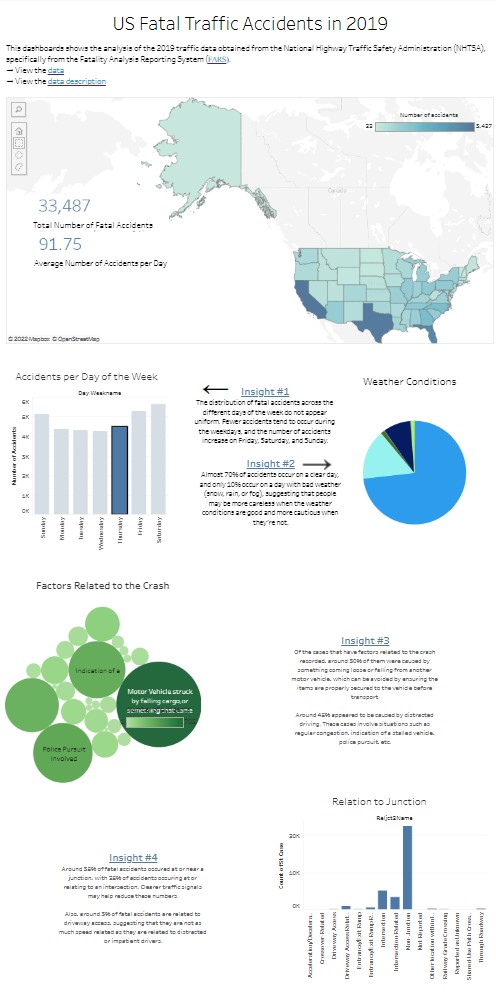 US Fatal Traffic Accidents in 2019
This dashboards shows the analysis of the 2019 traffic data obtained from the National Highway Traffic Safety Administration (NHTSA),
specifically from the Fatality Analysis Reporting System (FARS).
→ View the data
→ View the data description
Number of accidents
22
Canada
33,487
Total Number of Fatal Accidents
91.75
Average Number of Accidents per Day
© 2022 Mapbox © OpenStreetMap
Accidents per Day of the Week
Day Weekname
Number of Accidents
6K
5K
4K
3K
2K
1K
0K
Sunday
Monday
Tuesday
Wednesday
Thursday
Friday
Saturday
Insight #1
The distribution of fatal accidents across the
different days of the week do not appear
uniform. Fewer accidents tend to occur during
the weekdays, and the number of accidents
increase on Friday, Saturday, and Sunday.
Insight #2
Almost 70% of accidents occur on a clear day,
and only 10% occur on a day with bad weather
(snow, rain, or fog), suggesting that people
may be more careless when the weather
conditions are good and more cautious when
they're not.
Weather Conditions
Factors Related to the Crash
Indication of a
Motor Vehicle struck
by falling cargo,or
something that came
Police Pursuit
Involved
Insight #3
Of the cases that have factors related to the crash
recorded, around 50% of them were caused by
something coming loose or falling from another
motor vehicle, which can be avoided by ensuring the
items are properly secured to the vehicle before
transport.
Around 45% appeared to be caused by distracted
driving. These cases involve situations such as
regular congestion, indication of a stalled vehicle,
police pursuit, etc.
Insight #4
Around 35% of fatal accidents occured at or near a
junction, with 25% of accidents occuring at or
relating to an intersection. Clearer traffic signals
may help reduce these numbers.
Also, around 3% of fatal accidents are related to
driveway access, suggesting that they are not as
much speed related as they are related to distracted
or impatient drivers.
Relation to Junction
Reljct2Name
Count of St Case
20K
10K
0K
Acceleration/Decelera..
Crossover-Related
Driveway Access
Driveway Access Relat..
Entrance/Exit Ramp
Entrance/Exit Ramp R..
Intersection
Intersection Related
Non-Junction
Not Reported
Other location within ..
Railway Grade Crossing
Reported as Unknown
Shared-Use Path Cross..
Through Roadway